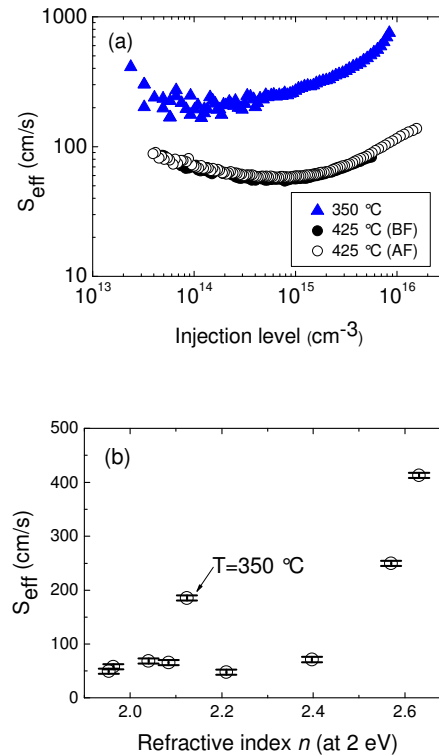 (a)
1000
100
10
S_eff (cm/s)
350 °C
425 °C (BF)
425 °C (AF)
10^13 10^14 10^15 10^16
Injection level (cm^-3)
(b)
500
400
300
200
100
0
S_eff (cm/s)
T=350 °C
2.0 2.2 2.4 2.6
Refractive index n (at 2 eV)